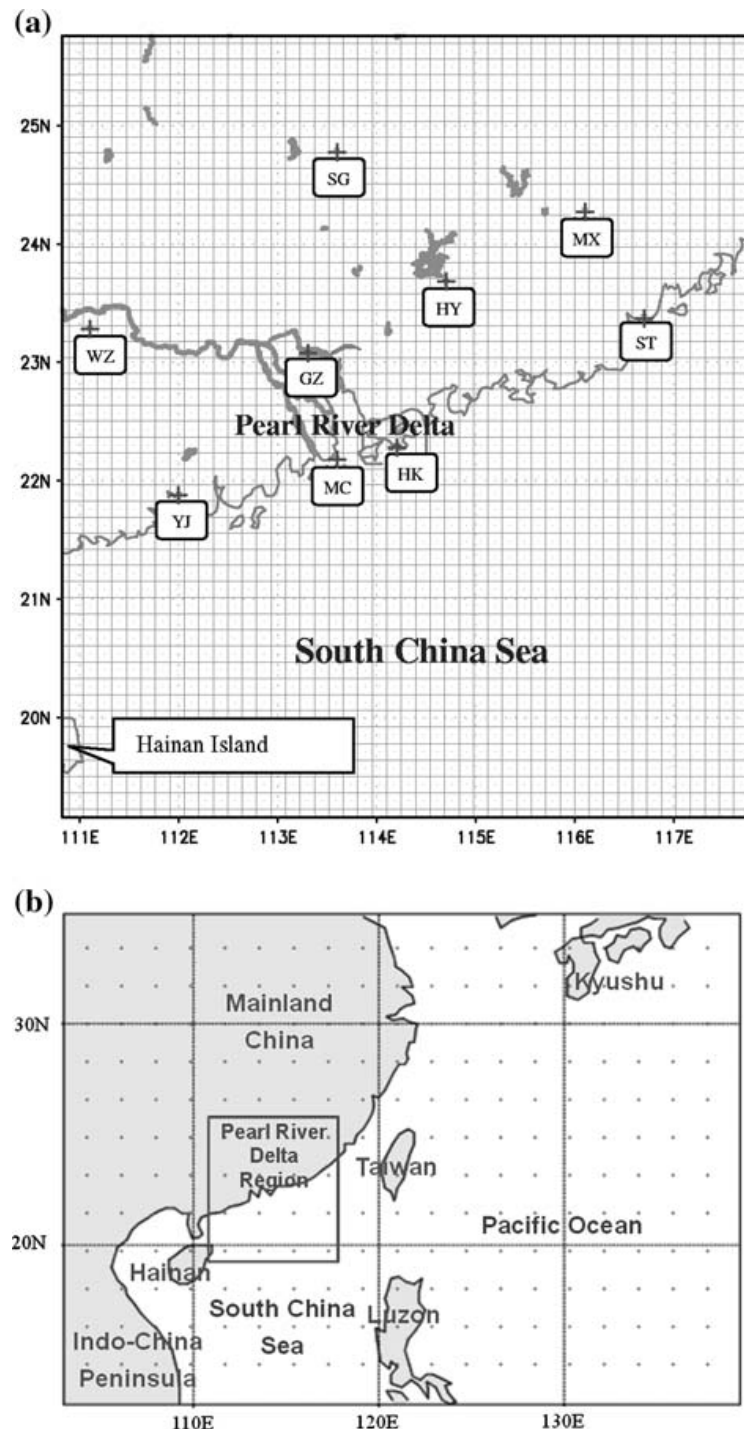 (a)
25N
SG
24N
MX
HY
ST
23N
WZ
GZ
Pearl River Delta
22N
MC
HK
YJ
21N
South China Sea
20N
Hainan Island
111E 112E 113E 114E 115E 116E 117E
(b)
Kyushu
Mainland
China
30N
Pearl River
Delta
Region
Taiwan
Pacific Ocean
20N
Hainan
South China
Sea
Luzon
Indo-China
Peninsula
110E 120E 130E